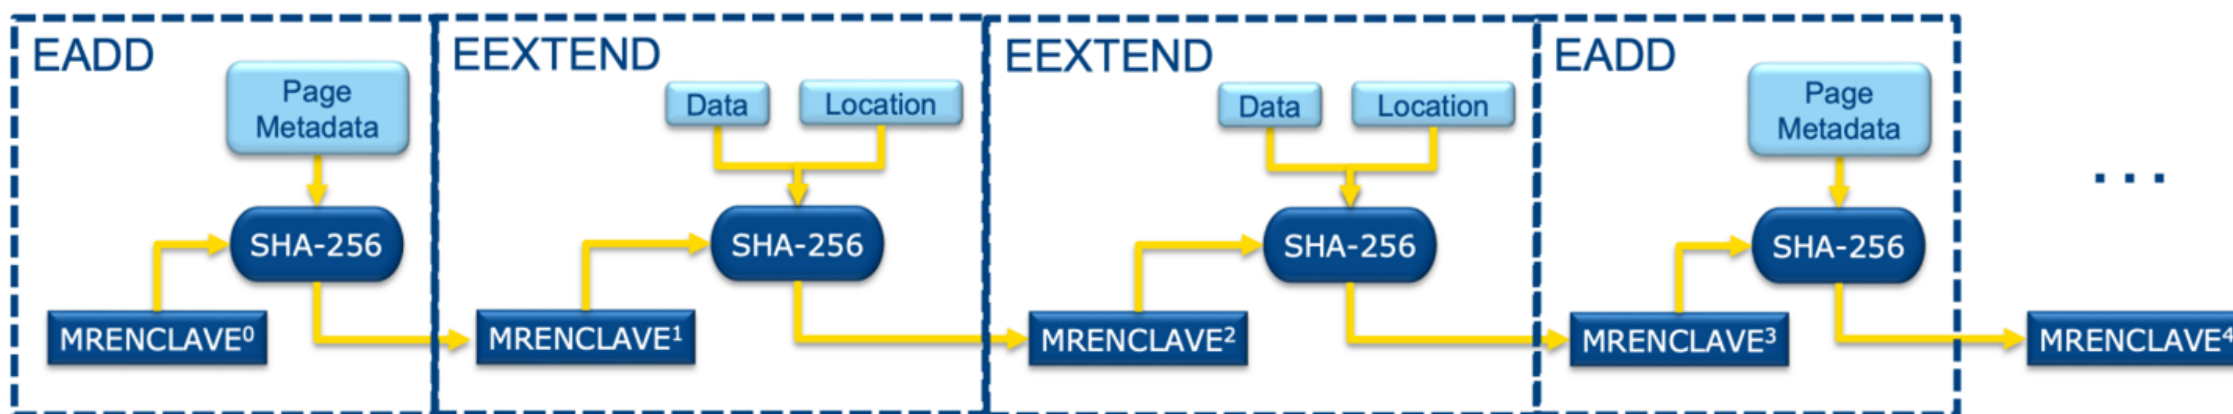 EADD
Page
Metadata
SHA-256
MRENCLAVE⁰
EEXTEND
Data
Location
SHA-256
MRENCLAVE¹
EEXTEND
Data
Location
SHA-256
MRENCLAVE²
EADD
Page
Metadata
SHA-256
MRENCLAVE³
...
MRENCLAVE⁴